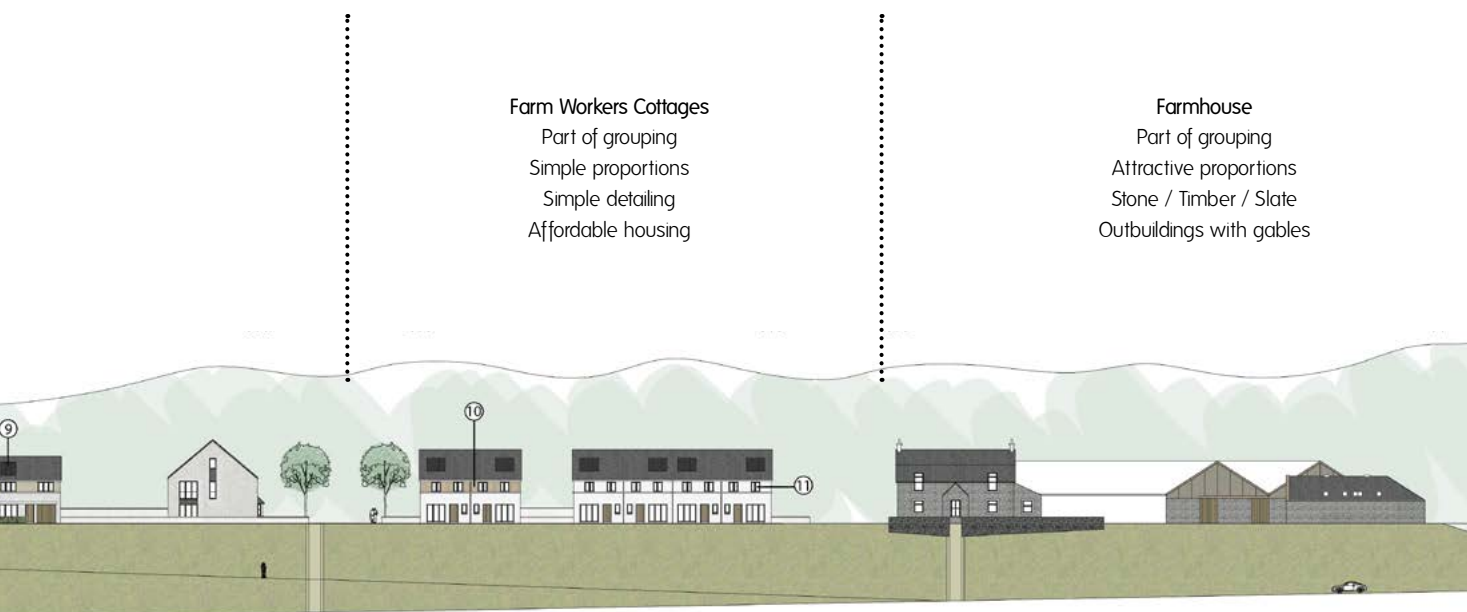 Farm Workers Cottages
Part of grouping
Simple proportions
Simple detailing
Affordable housing
Farmhouse
Part of grouping
Attractive proportions
Stone / Timber / Slate
Outbuildings with gables
9
10
11